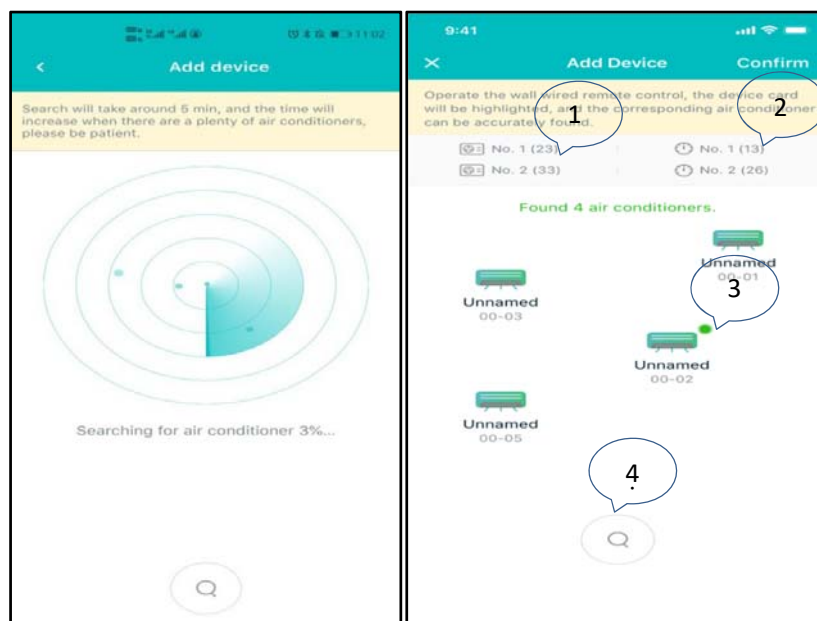 11:02
Add device
Search will take around 5 min, and the time will
increase when there are a plenty of air conditioners,
please be patient.
Searching for air conditioner 3%...
9:41
Add Device
Confirm
Operate the wall wired remote control, the device card
will be highlighted, and the corresponding air conditioner
can be accurately found.
1
2
No. 1 (23)
No. 1 (13)
No. 2 (33)
No. 2 (26)
Found 4 air conditioners.
Unnamed
00-01
3
Unnamed
00-03
Unnamed
00-02
Unnamed
00-05
4
.